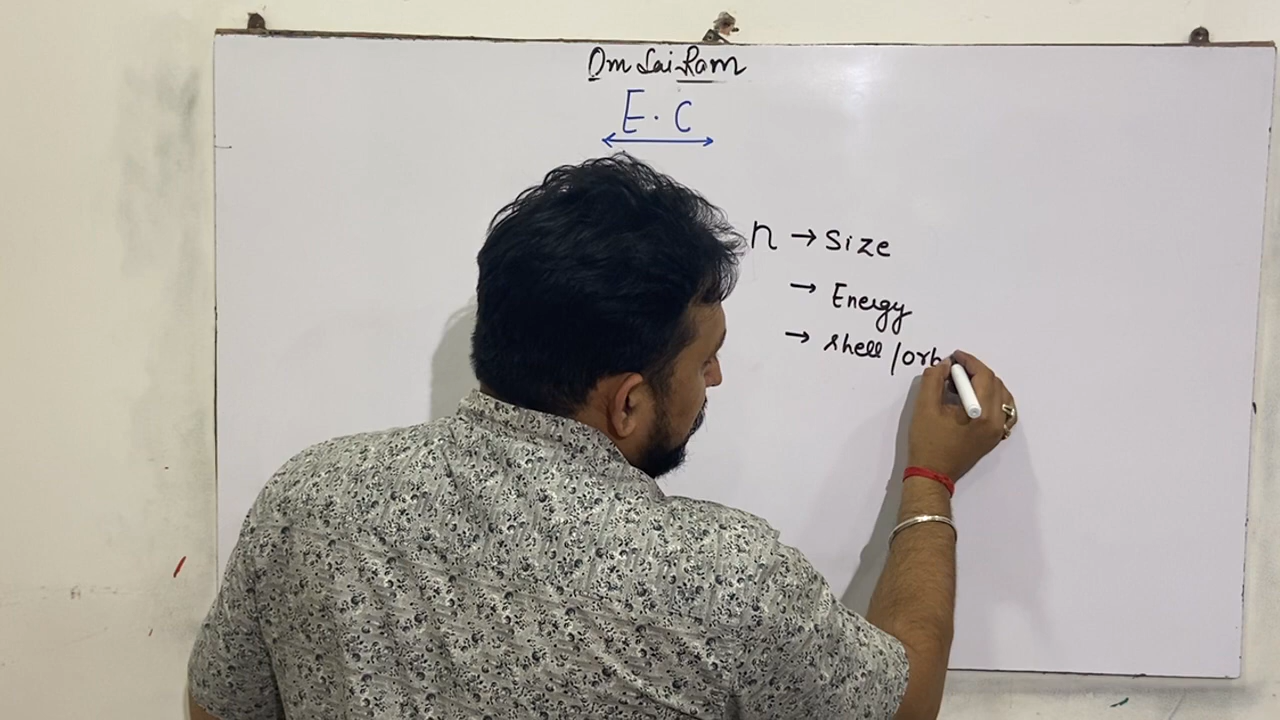 Om Sai Ram
E. C
n → Size
→ Energy
→ shell/orb